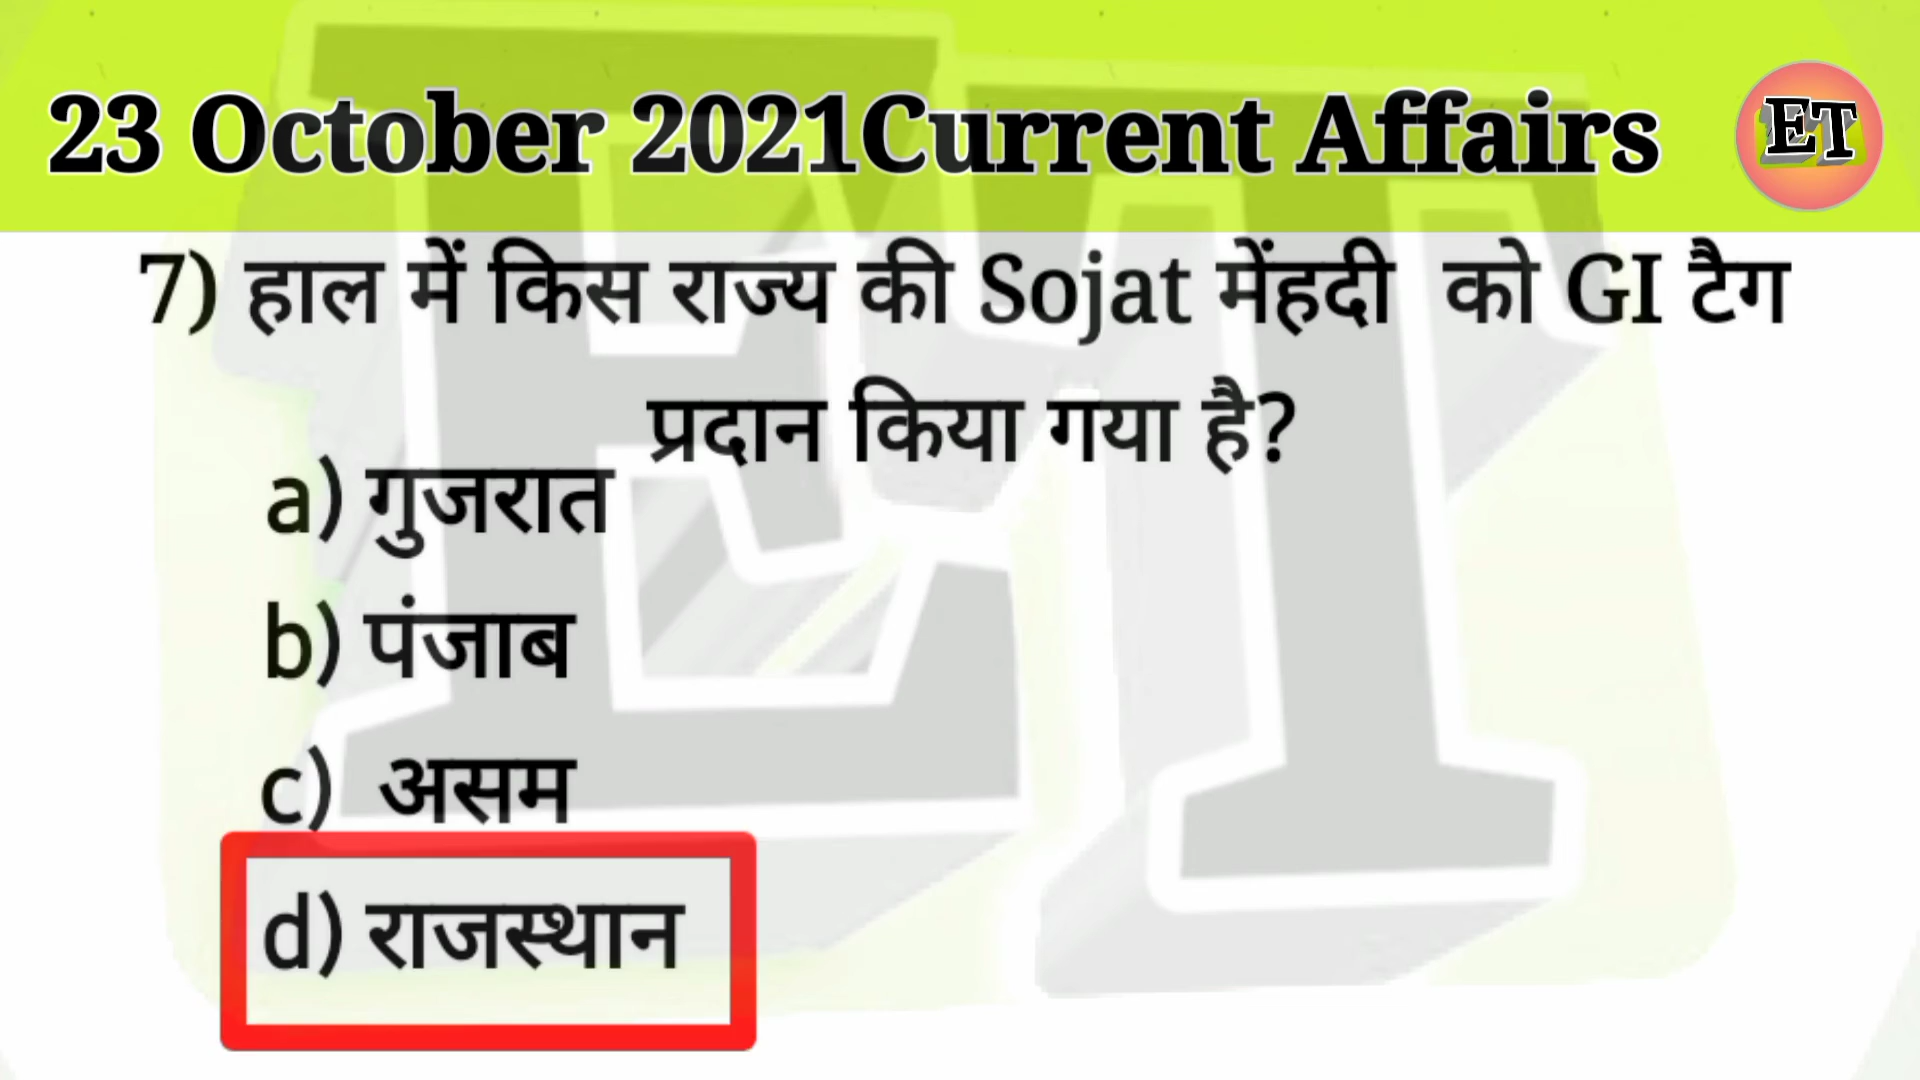 23 October 2021Current Affairs
ET
7) हाल में किस राज्य की Sojat मेंहदी को GI टैग
प्रदान किया गया है?
a) गुजरात
b) पंजाब
c) असम
d) राजस्थान